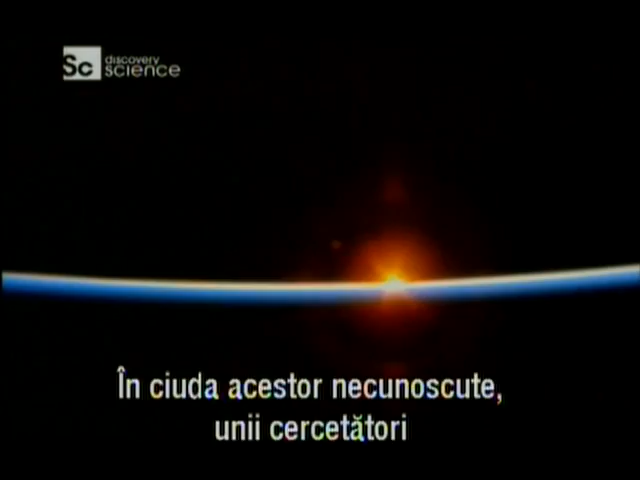 Sc discovery
science
În ciuda acestor necunoscute,
unii cercetători